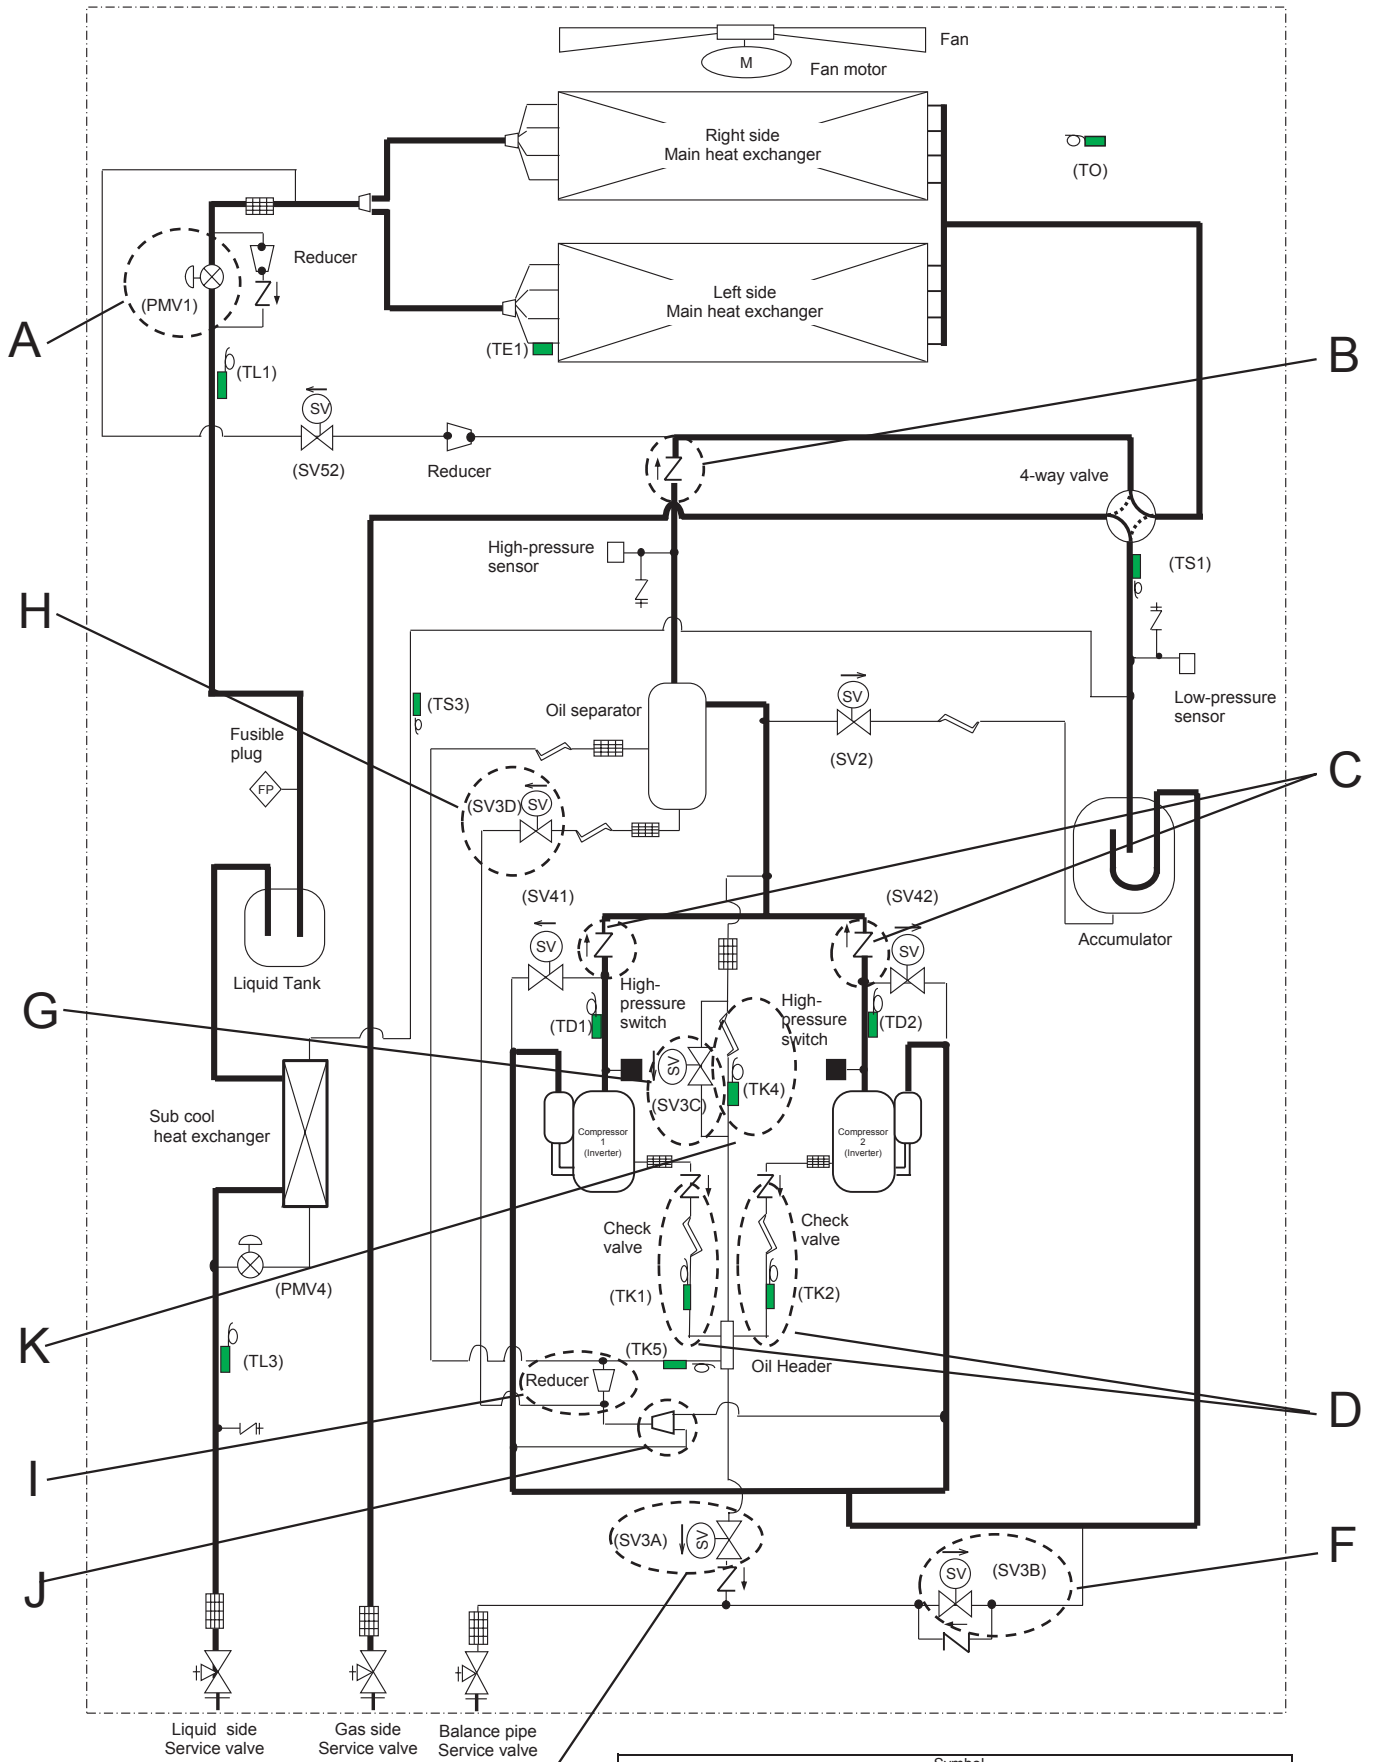 Fan
M
Fan motor
Right side
Main heat exchanger
(TO)
Reducer
(PMV1)
A
Left side
Main heat exchanger
(TE1)
(TL1)
B
SV
(SV52)
Reducer
4-way valve
High-pressure
sensor
(TS1)
H
Low-pressure
sensor
(TS3)
Oil separator
SV
(SV2)
Fusible
plug
FP
(SV3D)
SV
C
(SV41)
(SV42)
SV
SV
Accumulator
Liquid Tank
G
High-
pressure
switch
High-
pressure
switch
(TD1)
(TD2)
SV
(SV3C)
(TK4)
Sub cool
heat exchanger
Compressor
1
(Inverter)
Compressor
2
(Inverter)
Check
valve
Check
valve
(PMV4)
(TK1)
(TK2)
K
(TL3)
(TK5)
Oil Header
Reducer
D
I
(SV3A)
SV
F
SV
(SV3B)
J
Liquid side
Service valve
Gas side
Service valve
Balance pipe
Service valve
Symbol